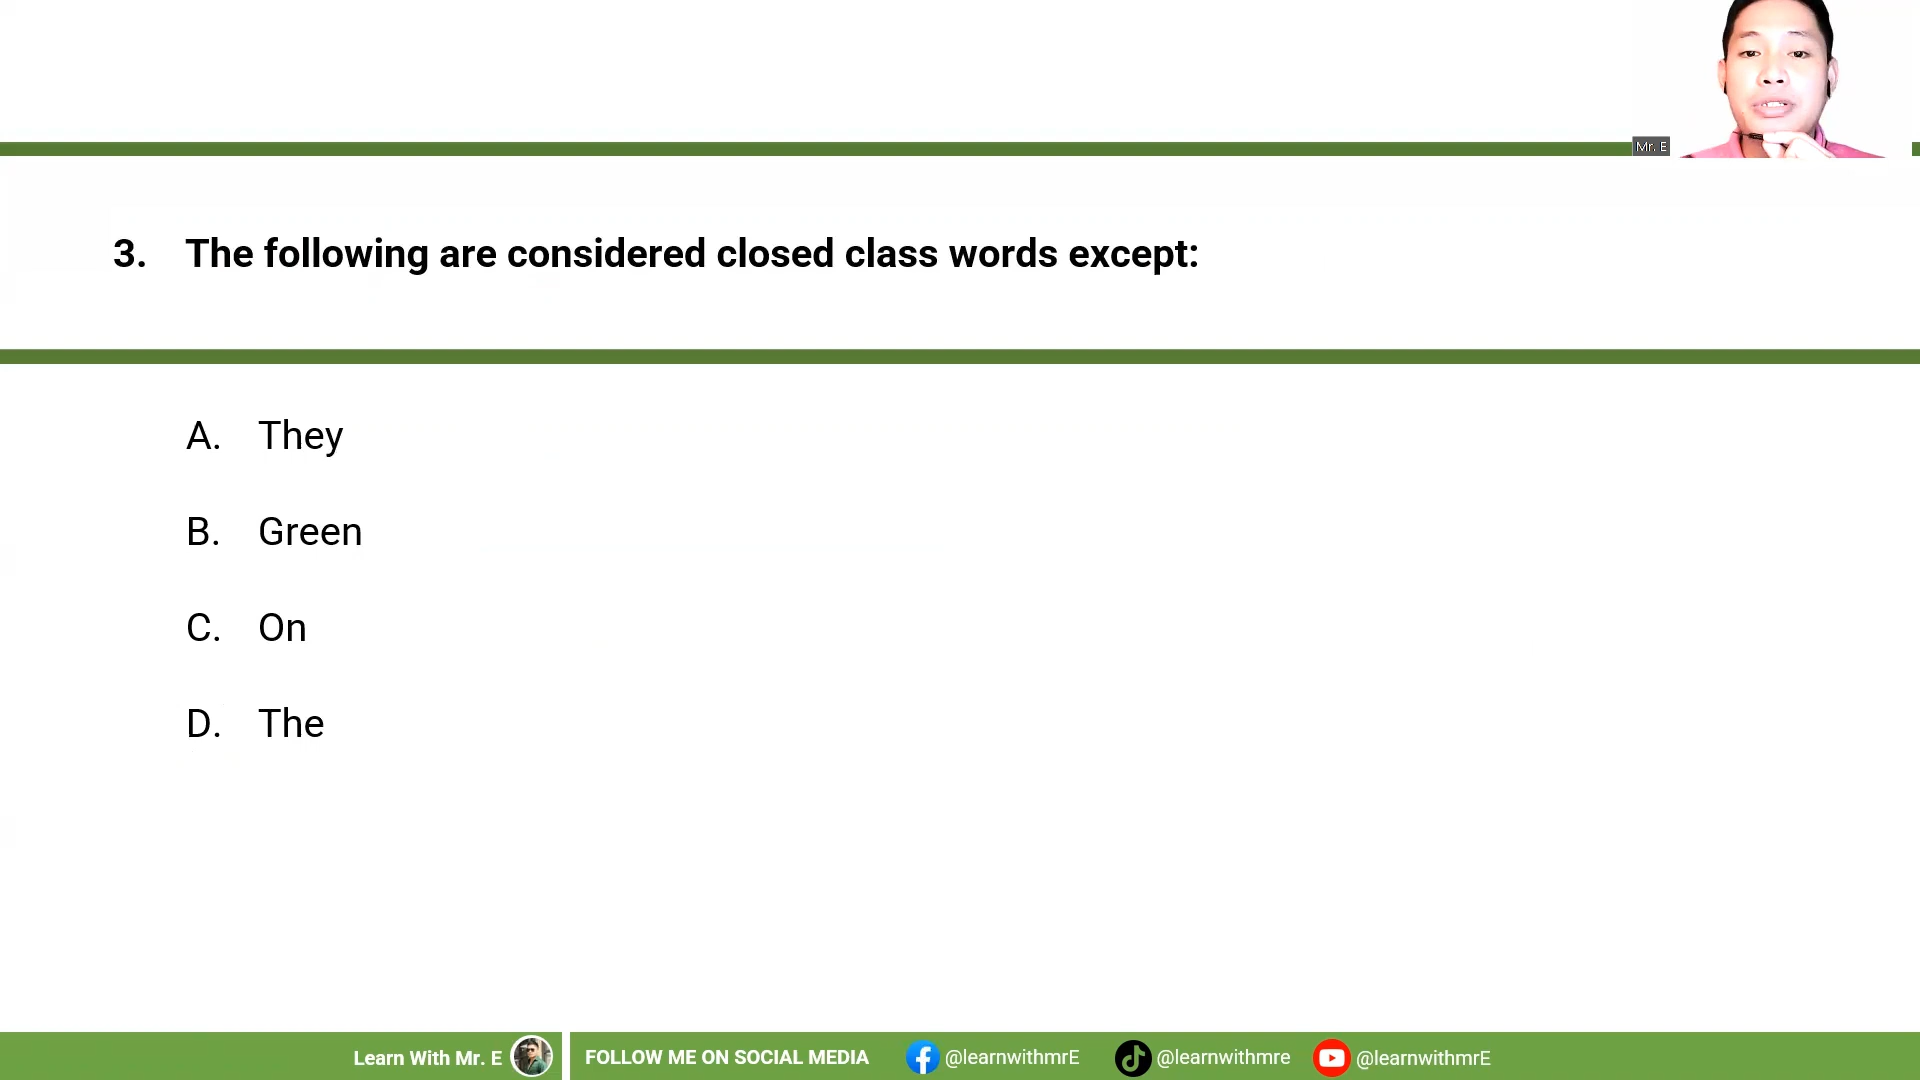 Mr. E
3. The following are considered closed class words except:
A. They
B. Green
C. On
D. The
Learn With Mr. E
FOLLOW ME ON SOCIAL MEDIA
@learnwithmrE
@learnwithmre
@learnwithmrE